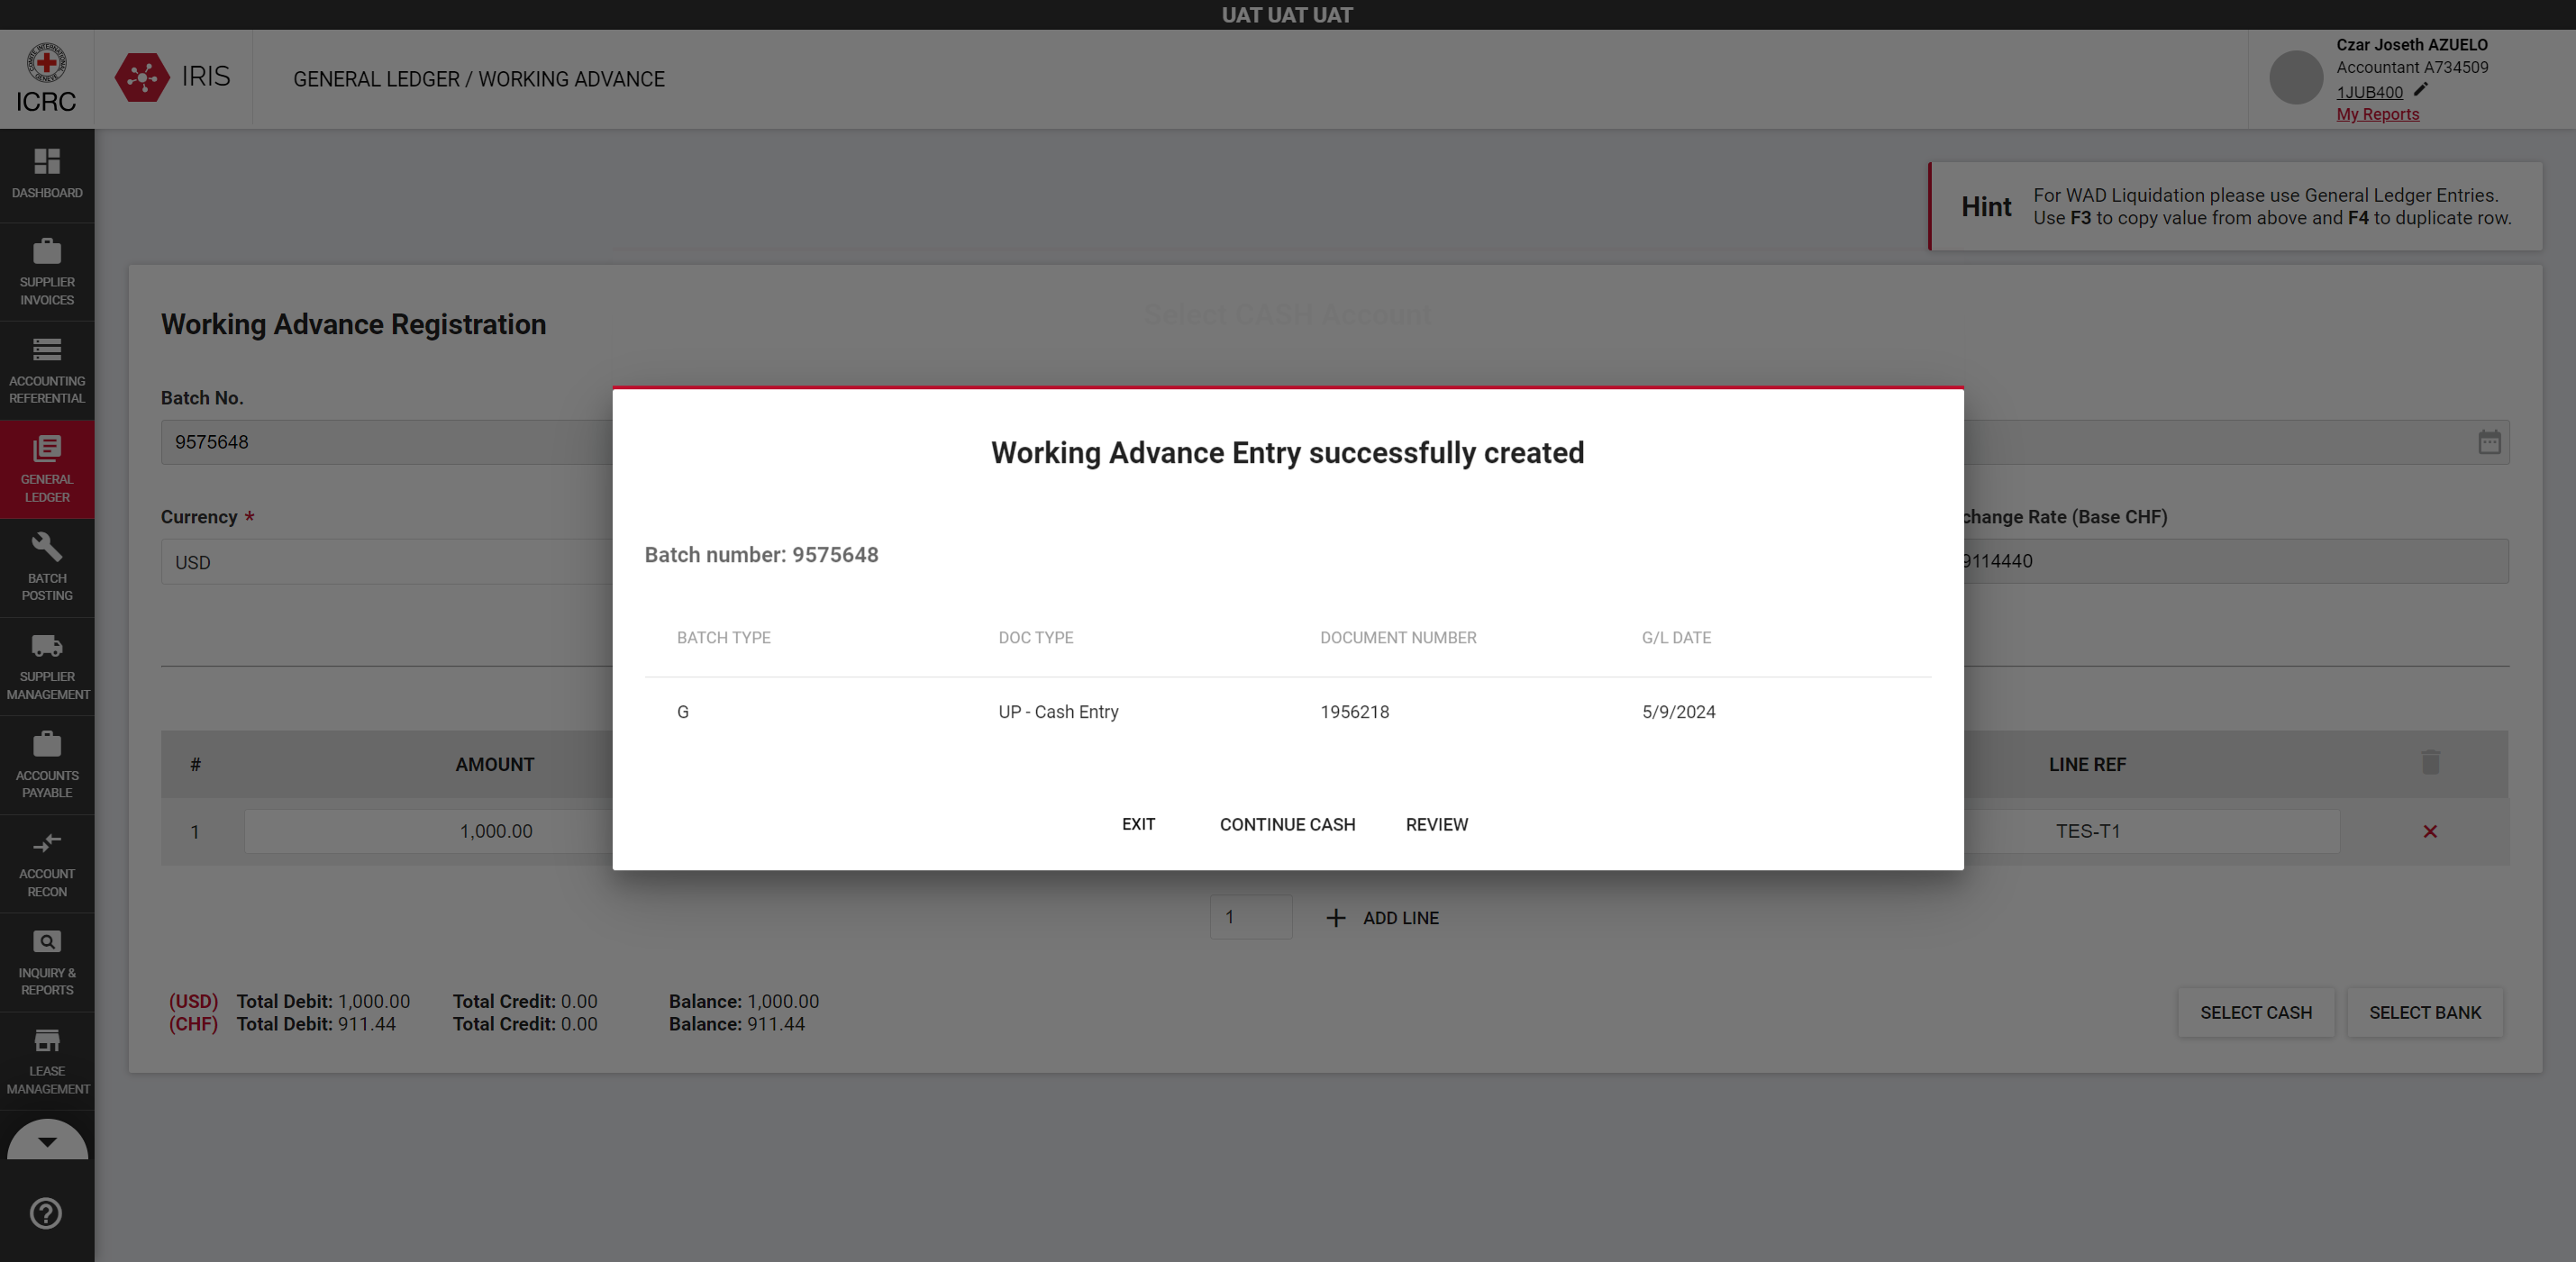 UAT UAT UAT
ICRC
IRIS
GENERAL LEDGER / WORKING ADVANCE
Czar Joseth AZUELO
Accountant A734509
1JUB400
My Reports
DASHBOARD
SUPPLIER
INVOICES
ACCOUNTING
REFERENTIAL
GENERAL
LEDGER
BATCH
POSTING
SUPPLIER
MANAGEMENT
ACCOUNTS
PAYABLE
ACCOUNT
RECON
INQUIRY &
REPORTS
LEASE
MANAGEMENT
Hint
For WAD Liquidation please use General Ledger Entries.
Use F3 to copy value from above and F4 to duplicate row.
Select CASH Account
Working Advance Registration
Batch No.
9575648
Currency *
USD
change Rate (Base CHF)
9114440
Working Advance Entry successfully created
Batch number: 9575648
BATCH TYPE DOC TYPE DOCUMENT NUMBER G/L DATE
G UP - Cash Entry 1956218 5/9/2024
EXIT CONTINUE CASH REVIEW
# AMOUNT LINE REF
1 1,000.00 TES-T1
1 ADD LINE
(USD) Total Debit: 1,000.00 Total Credit: 0.00 Balance: 1,000.00
(CHF) Total Debit: 911.44 Total Credit: 0.00 Balance: 911.44
SELECT CASH SELECT BANK